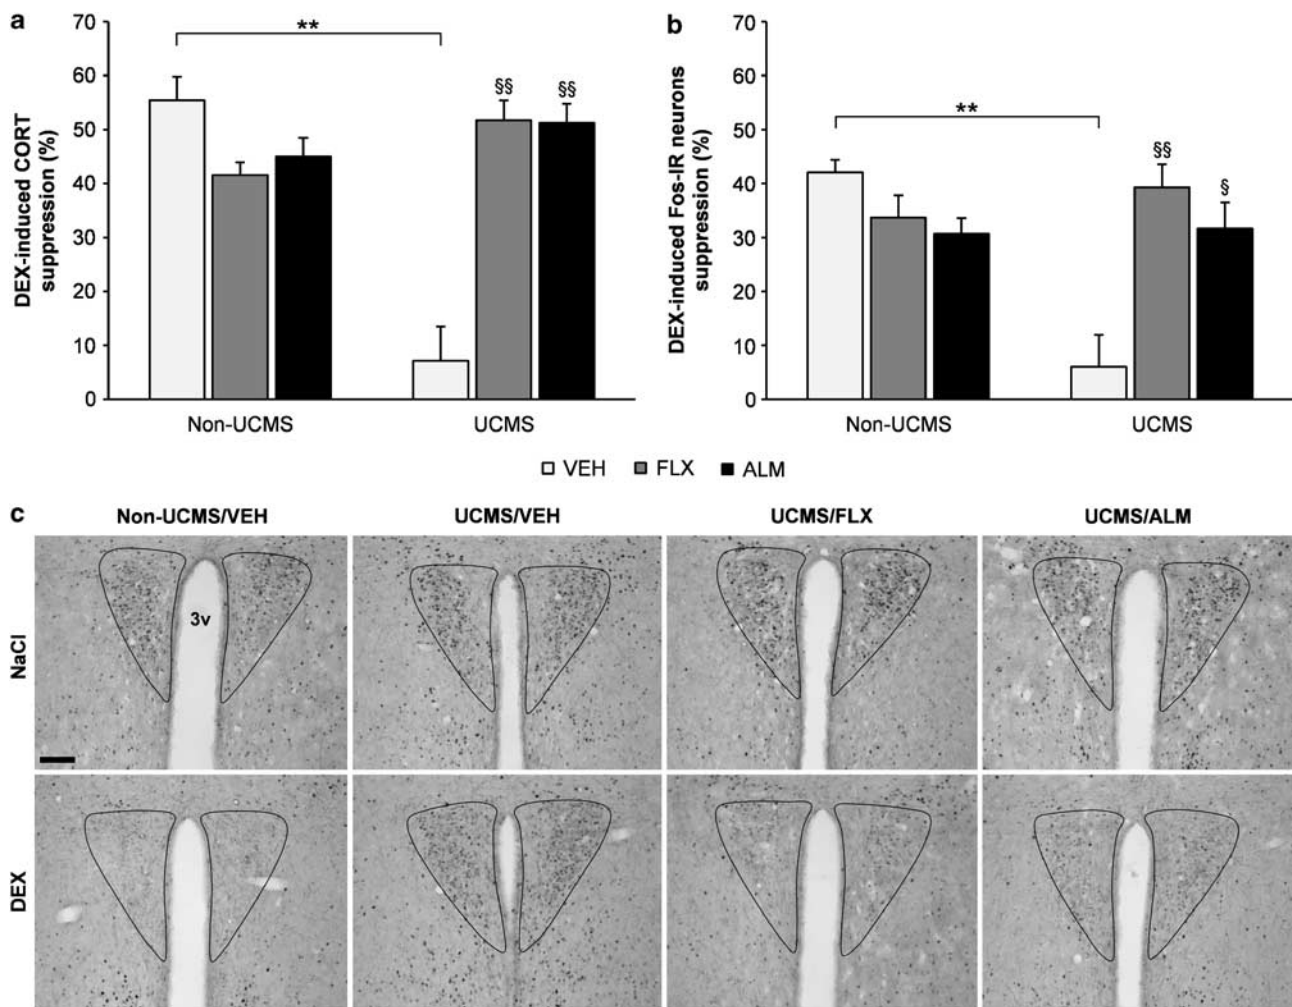 a
DEX-induced CORT
suppression (%)
70
60
50
40
30
20
10
0
**
§§
§§
Non-UCMS
UCMS
b
DEX-induced Fos-IR neurons
suppression (%)
70
60
50
40
30
20
10
0
**
§§
§
Non-UCMS
UCMS
VEH FLX ALM
c
Non-UCMS/VEH
UCMS/VEH
UCMS/FLX
UCMS/ALM
NaCl
3v
DEX